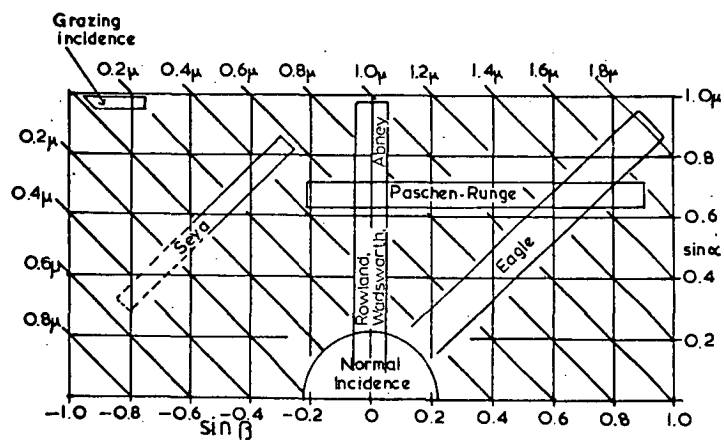 Grazing
incidence
0.2μ 0.4μ 0.6μ 0.8μ 1.0μ 1.2μ 1.4μ 1.6μ 1.8μ
1.0μ
0.2μ
0.8
0.4μ
0.6
0.6μ
sin α
0.4
0.8μ
0.2
Abney
Paschen-Runge
Seya
Rowland,
Wadsworth,
Eagle
Normal
Incidence
-1.0 -0.8 -0.6 -0.4 -0.2 0 0.2 0.4 0.6 0.8 1.0
Sin β